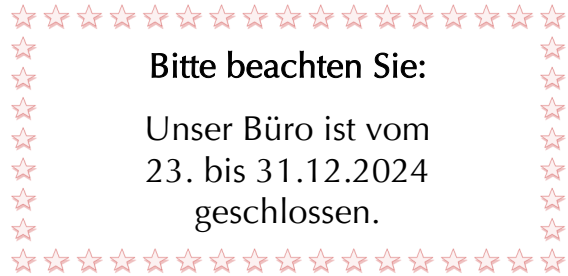 Bitte beachten Sie:
Unser Büro ist vom
23. bis 31.12.2024
geschlossen.